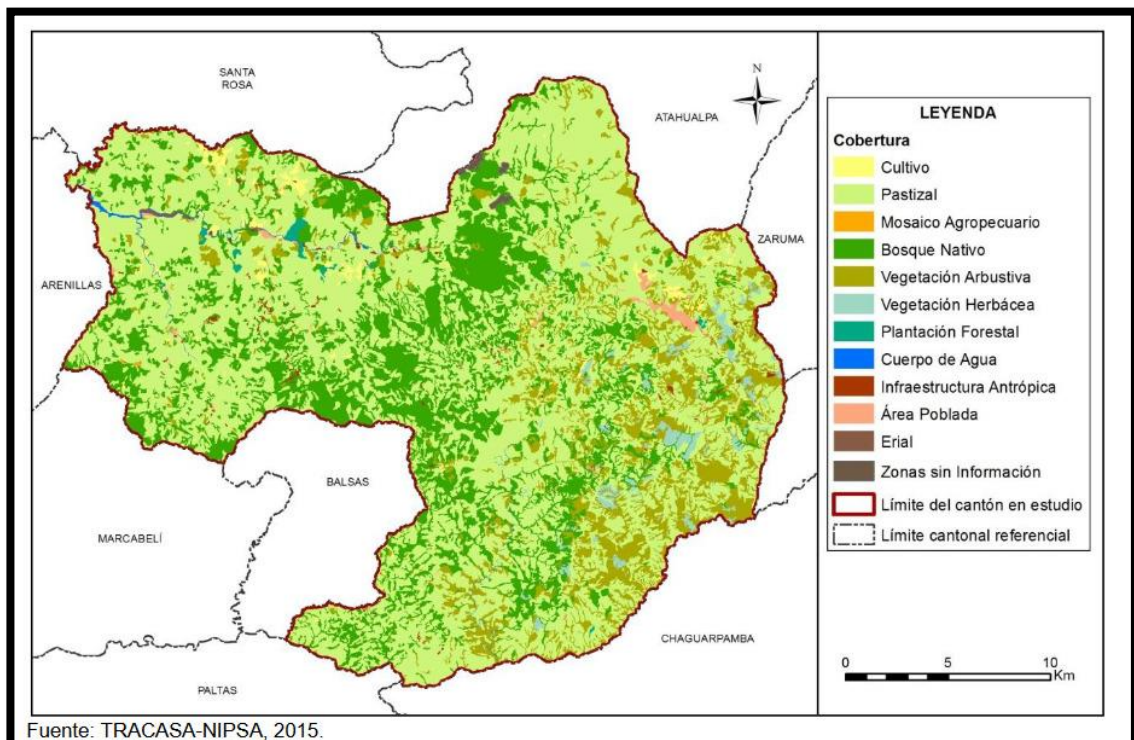 SANTA
ROSA
N
ATAHUALPA
ZARUMA
ARENILLAS
BALSAS
MARCABELÍ
CHAGUARPAMBA
PALTAS
LEYENDA
Cobertura
Cultivo
Pastizal
Mosaico Agropecuario
Bosque Nativo
Vegetación Arbustiva
Vegetación Herbácea
Plantación Forestal
Cuerpo de Agua
Infraestructura Antrópica
Área Poblada
Erial
Zonas sin Información
Límite del cantón en estudio
Límite cantonal referencial
0 5 10
Km
Fuente: TRACASA-NIPSA, 2015.